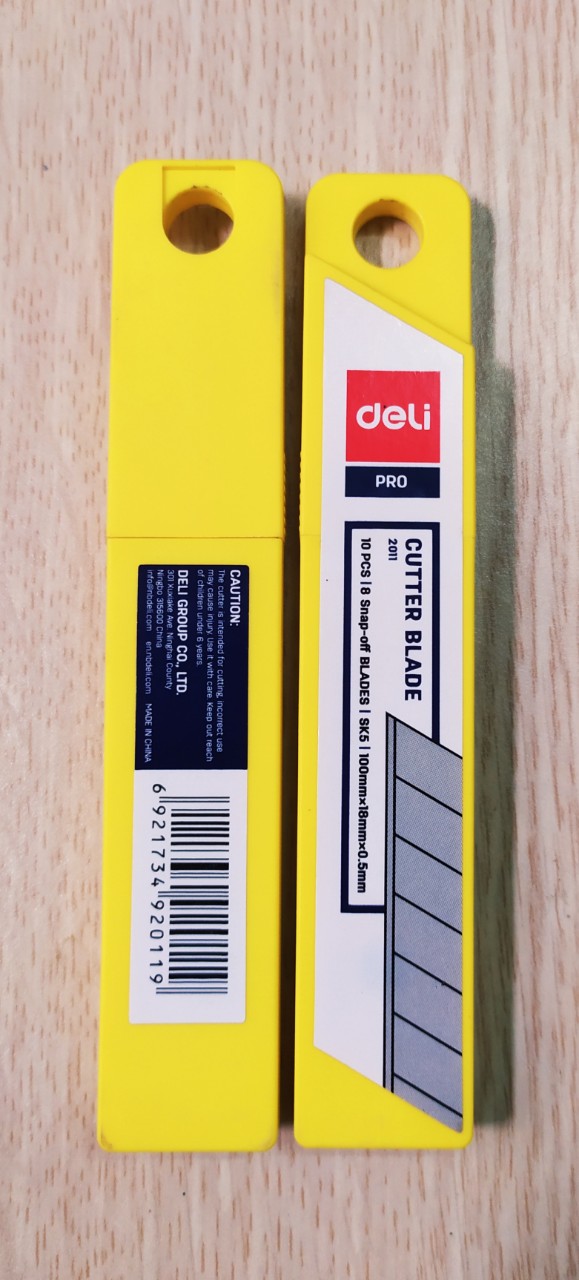 CAUTION:
The cutter is intended for cutting, incorrect use
may cause injury. Use it with care. Keep out reach
of children under 6 years.
DELI GROUP CO., LTD.
301 Xuxiake Ave. Ninghai County
Ningbo 315600 China
info@nbdeli.com en.nbdeli.com MADE IN CHINA
6 921734 920119
deli
PRO
CUTTER BLADE
2011
10 PCS | 8 Snap-off BLADES | SK5 | 100mm×18mm×0.5mm